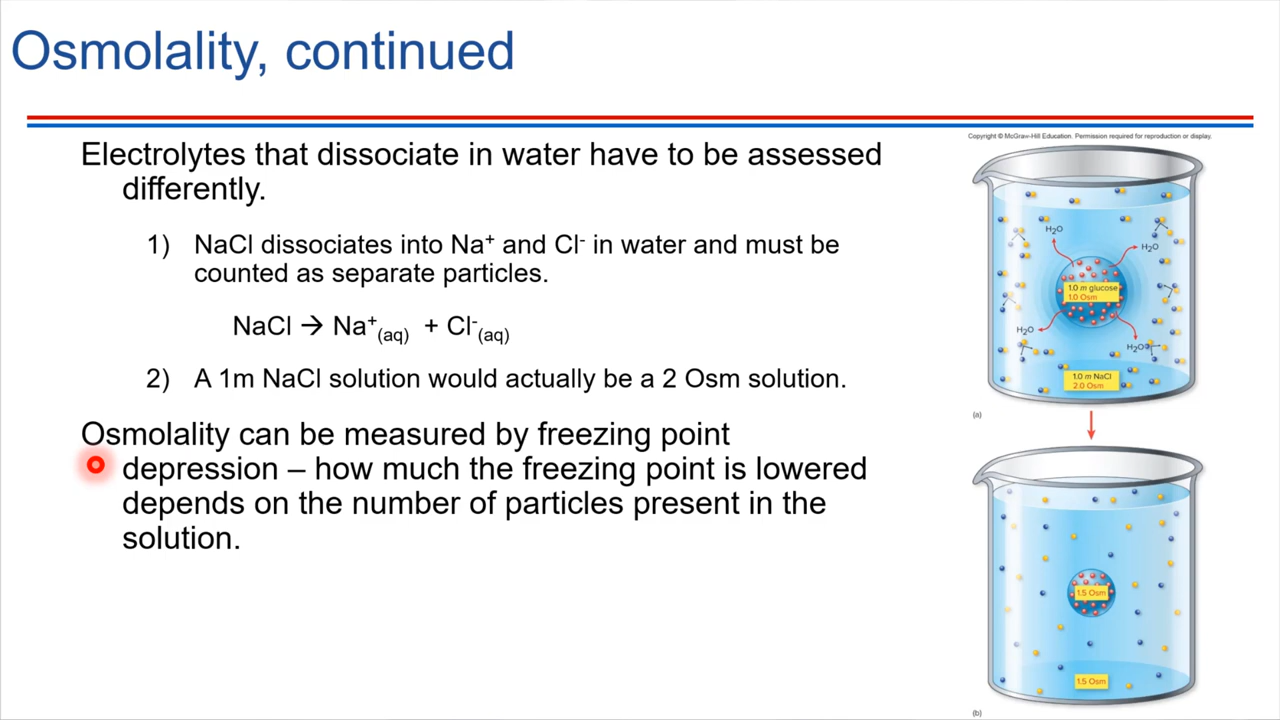 Osmolality, continued
Electrolytes that dissociate in water have to be assessed
differently.
1) NaCl dissociates into Na⁺ and Cl⁻ in water and must be
counted as separate particles.
NaCl → Na⁺(aq) + Cl⁻(aq)
2) A 1m NaCl solution would actually be a 2 Osm solution.
Osmolality can be measured by freezing point
depression – how much the freezing point is lowered
depends on the number of particles present in the
solution.
Copyright © McGraw-Hill Education. Permission required for reproduction or display.
H₂O
H₂O
1.0 m glucose
1.0 Osm
H₂O
H₂O
1.0 m NaCl
2.0 Osm
(a)
1.5 Osm
1.5 Osm
(b)